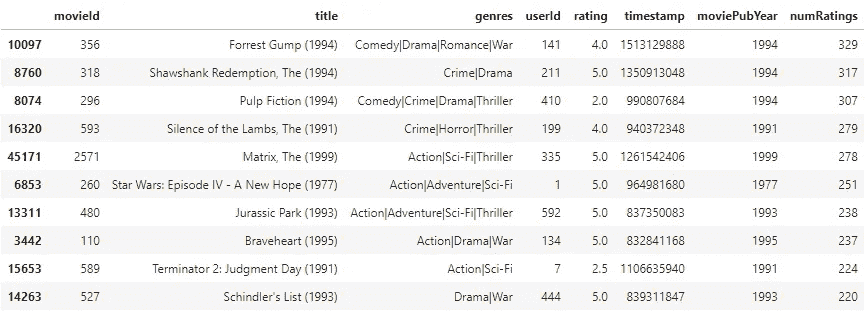 movieId title genres userId rating timestamp moviePubYear numRatings
10097 356 Forrest Gump (1994) Comedy|Drama|Romance|War 141 4.0 1513129888 1994 329
8760 318 Shawshank Redemption, The (1994) Crime|Drama 211 5.0 1350913048 1994 317
8074 296 Pulp Fiction (1994) Comedy|Crime|Drama|Thriller 410 2.0 990807684 1994 307
16320 593 Silence of the Lambs, The (1991) Crime|Horror|Thriller 199 4.0 940372348 1991 279
45171 2571 Matrix, The (1999) Action|Sci-Fi|Thriller 335 5.0 1261542406 1999 278
6853 260 Star Wars: Episode IV - A New Hope (1977) Action|Adventure|Sci-Fi 1 5.0 964981680 1977 251
13311 480 Jurassic Park (1993) Action|Adventure|Sci-Fi|Thriller 592 5.0 837350083 1993 238
3442 110 Braveheart (1995) Action|Drama|War 134 5.0 832841168 1995 237
15653 589 Terminator 2: Judgment Day (1991) Action|Sci-Fi 7 2.5 1106635940 1991 224
14263 527 Schindler's List (1993) Drama|War 444 5.0 839311847 1993 220